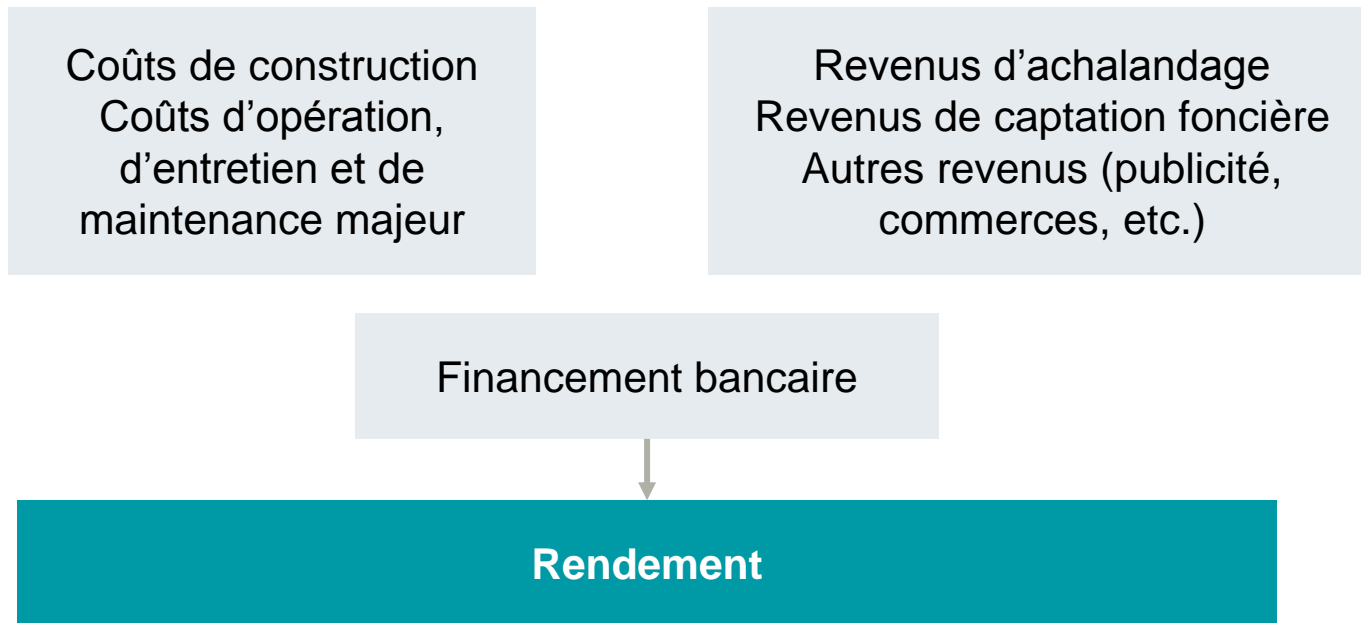 Coûts de construction
Coûts d’opération,
d’entretien et de
maintenance majeur
Revenus d’achalandage
Revenus de captation foncière
Autres revenus (publicité,
commerces, etc.)
Financement bancaire
Rendement